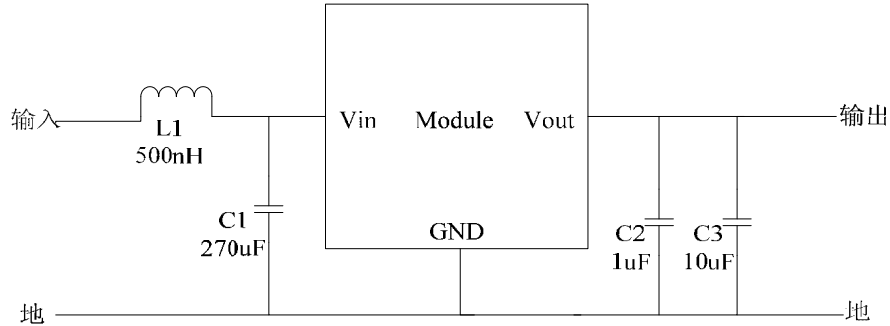 输入
L1
500nH
Vin Module Vout
输出
C1
270uF
GND
C2
1uF
C3
10uF
地
地